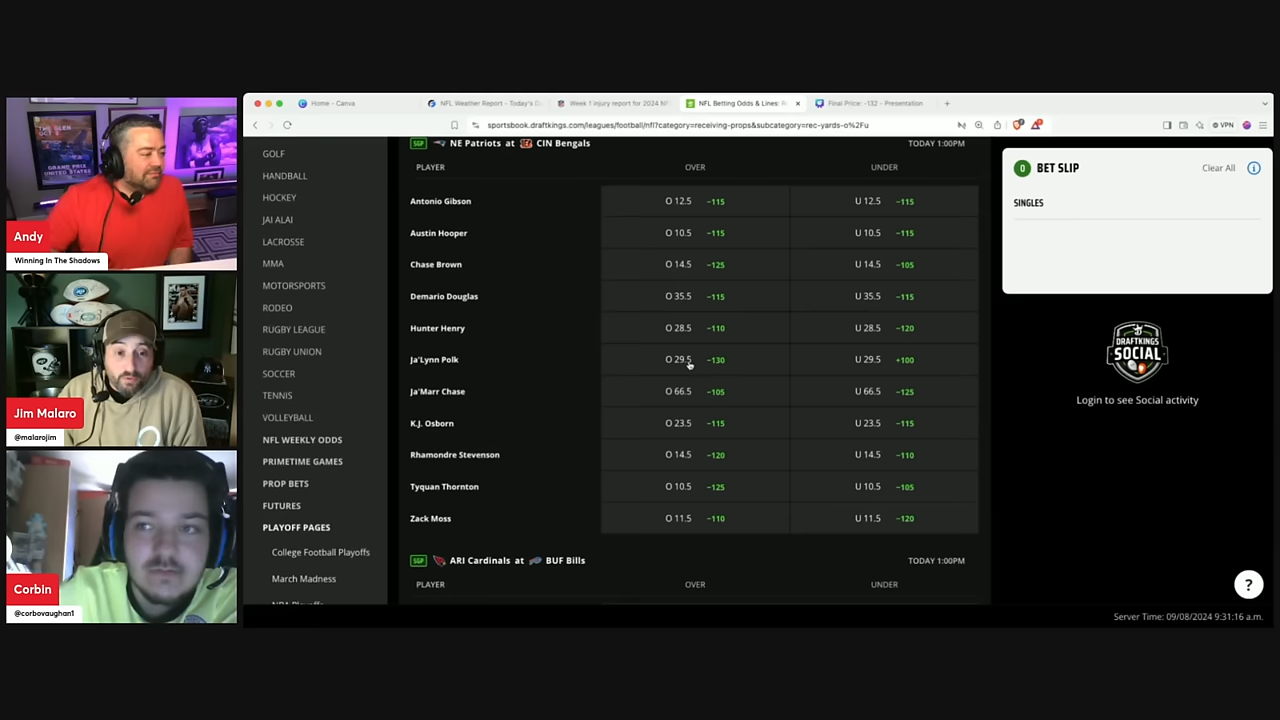 THE GLEN
GRAND PRIX
UNITED STATES
Andy
Winning In The Shadows
Jim Malaro
@malarojim
Corbin
@corbovaughan1
Home - Canva
NFL Weather Report - Today's
Week 1 injury report for 2024 NF
NFL Betting Odds & Lines:
Final Price: -132 - Presentation
sportsbook.draftkings.com/leagues/football/nfl?category=receiving-props&subcategory=rec-yards-o%2Fu
VPN
GOLF
HANDBALL
HOCKEY
JAI ALAI
LACROSSE
MMA
MOTORSPORTS
RODEO
RUGBY LEAGUE
RUGBY UNION
SOCCER
TENNIS
VOLLEYBALL
NFL WEEKLY ODDS
PRIMETIME GAMES
PROP BETS
FUTURES
PLAYOFF PAGES
College Football Playoffs
March Madness
NBA Playoffs
SGP NE Patriots at CIN Bengals TODAY 1:00PM
PLAYER OVER UNDER
Antonio Gibson O 12.5 -115 U 12.5 -115
Austin Hooper O 10.5 -115 U 10.5 -115
Chase Brown O 14.5 -125 U 14.5 -105
Demario Douglas O 35.5 -115 U 35.5 -115
Hunter Henry O 28.5 -110 U 28.5 -120
Ja'Lynn Polk O 29.5 -130 U 29.5 +100
Ja'Marr Chase O 66.5 -105 U 66.5 -125
K.J. Osborn O 23.5 -115 U 23.5 -115
Rhamondre Stevenson O 14.5 -120 U 14.5 -110
Tyquan Thornton O 10.5 -125 U 10.5 -105
Zack Moss O 11.5 -110 U 11.5 -120
SGP ARI Cardinals at BUF Bills TODAY 1:00PM
PLAYER OVER UNDER
0 BET SLIP Clear All
SINGLES
DRAFTKINGS
SOCIAL
Login to see Social activity
?
Server Time: 09/08/2024 9:31:16 a.m.